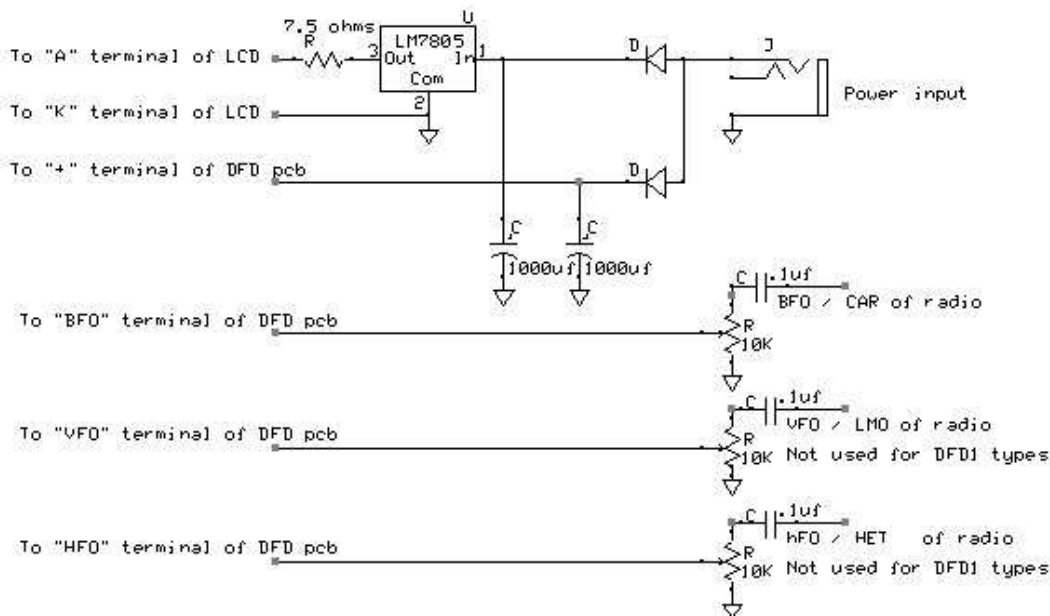 U
7.5 ohms
R
LM7805
3 Out In 1
Com
2
D
J
To "A" terminal of LCD
Power input
To "K" terminal of LCD
To "+" terminal of DFD pcb
D
C
C
1000uf
1000uf
C
.1uf
BFO / CAR of radio
To "BFO" terminal of DFD pcb
R
10K
C
.1uf
VFO / LMO of radio
To "VFO" terminal of DFD pcb
R
10K
Not used for DFD1 types
C
.1uf
hFO / HET of radio
To "HFO" terminal of DFD pcb
R
10K
Not used for DFD1 types